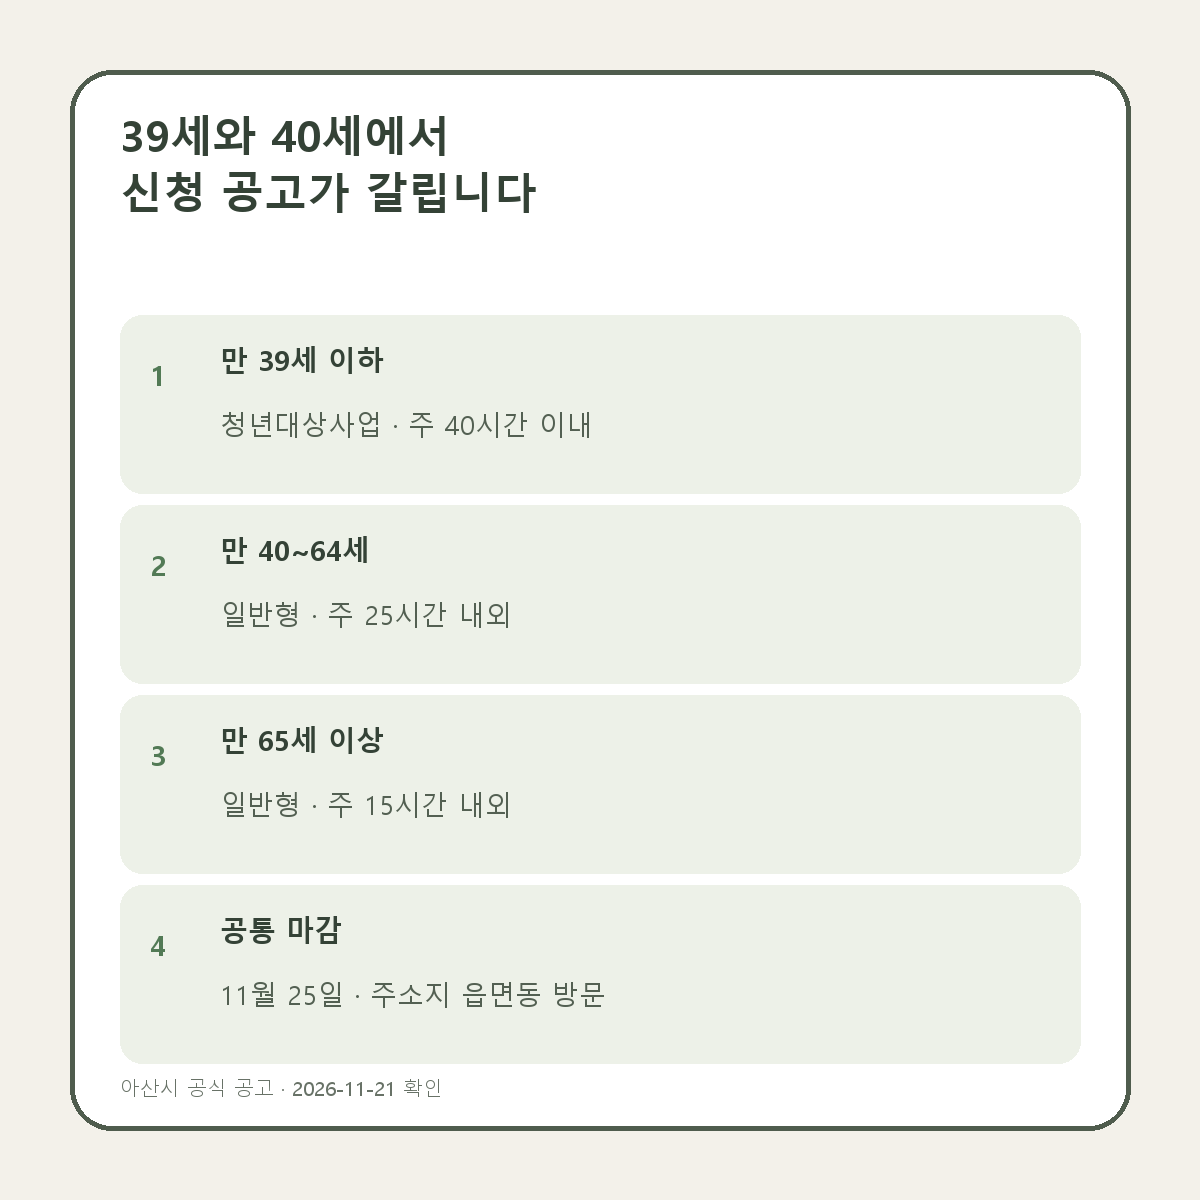 39세와 40세에서
신청 공고가 갈립니다
1
만 39세 이하
청년대상사업 · 주 40시간 이내
2
만 40~64세
일반형 · 주 25시간 내외
3
만 65세 이상
일반형 · 주 15시간 내외
4
공통 마감
11월 25일 · 주소지 읍면동 방문
아산시 공식 공고 · 2026-11-21 확인